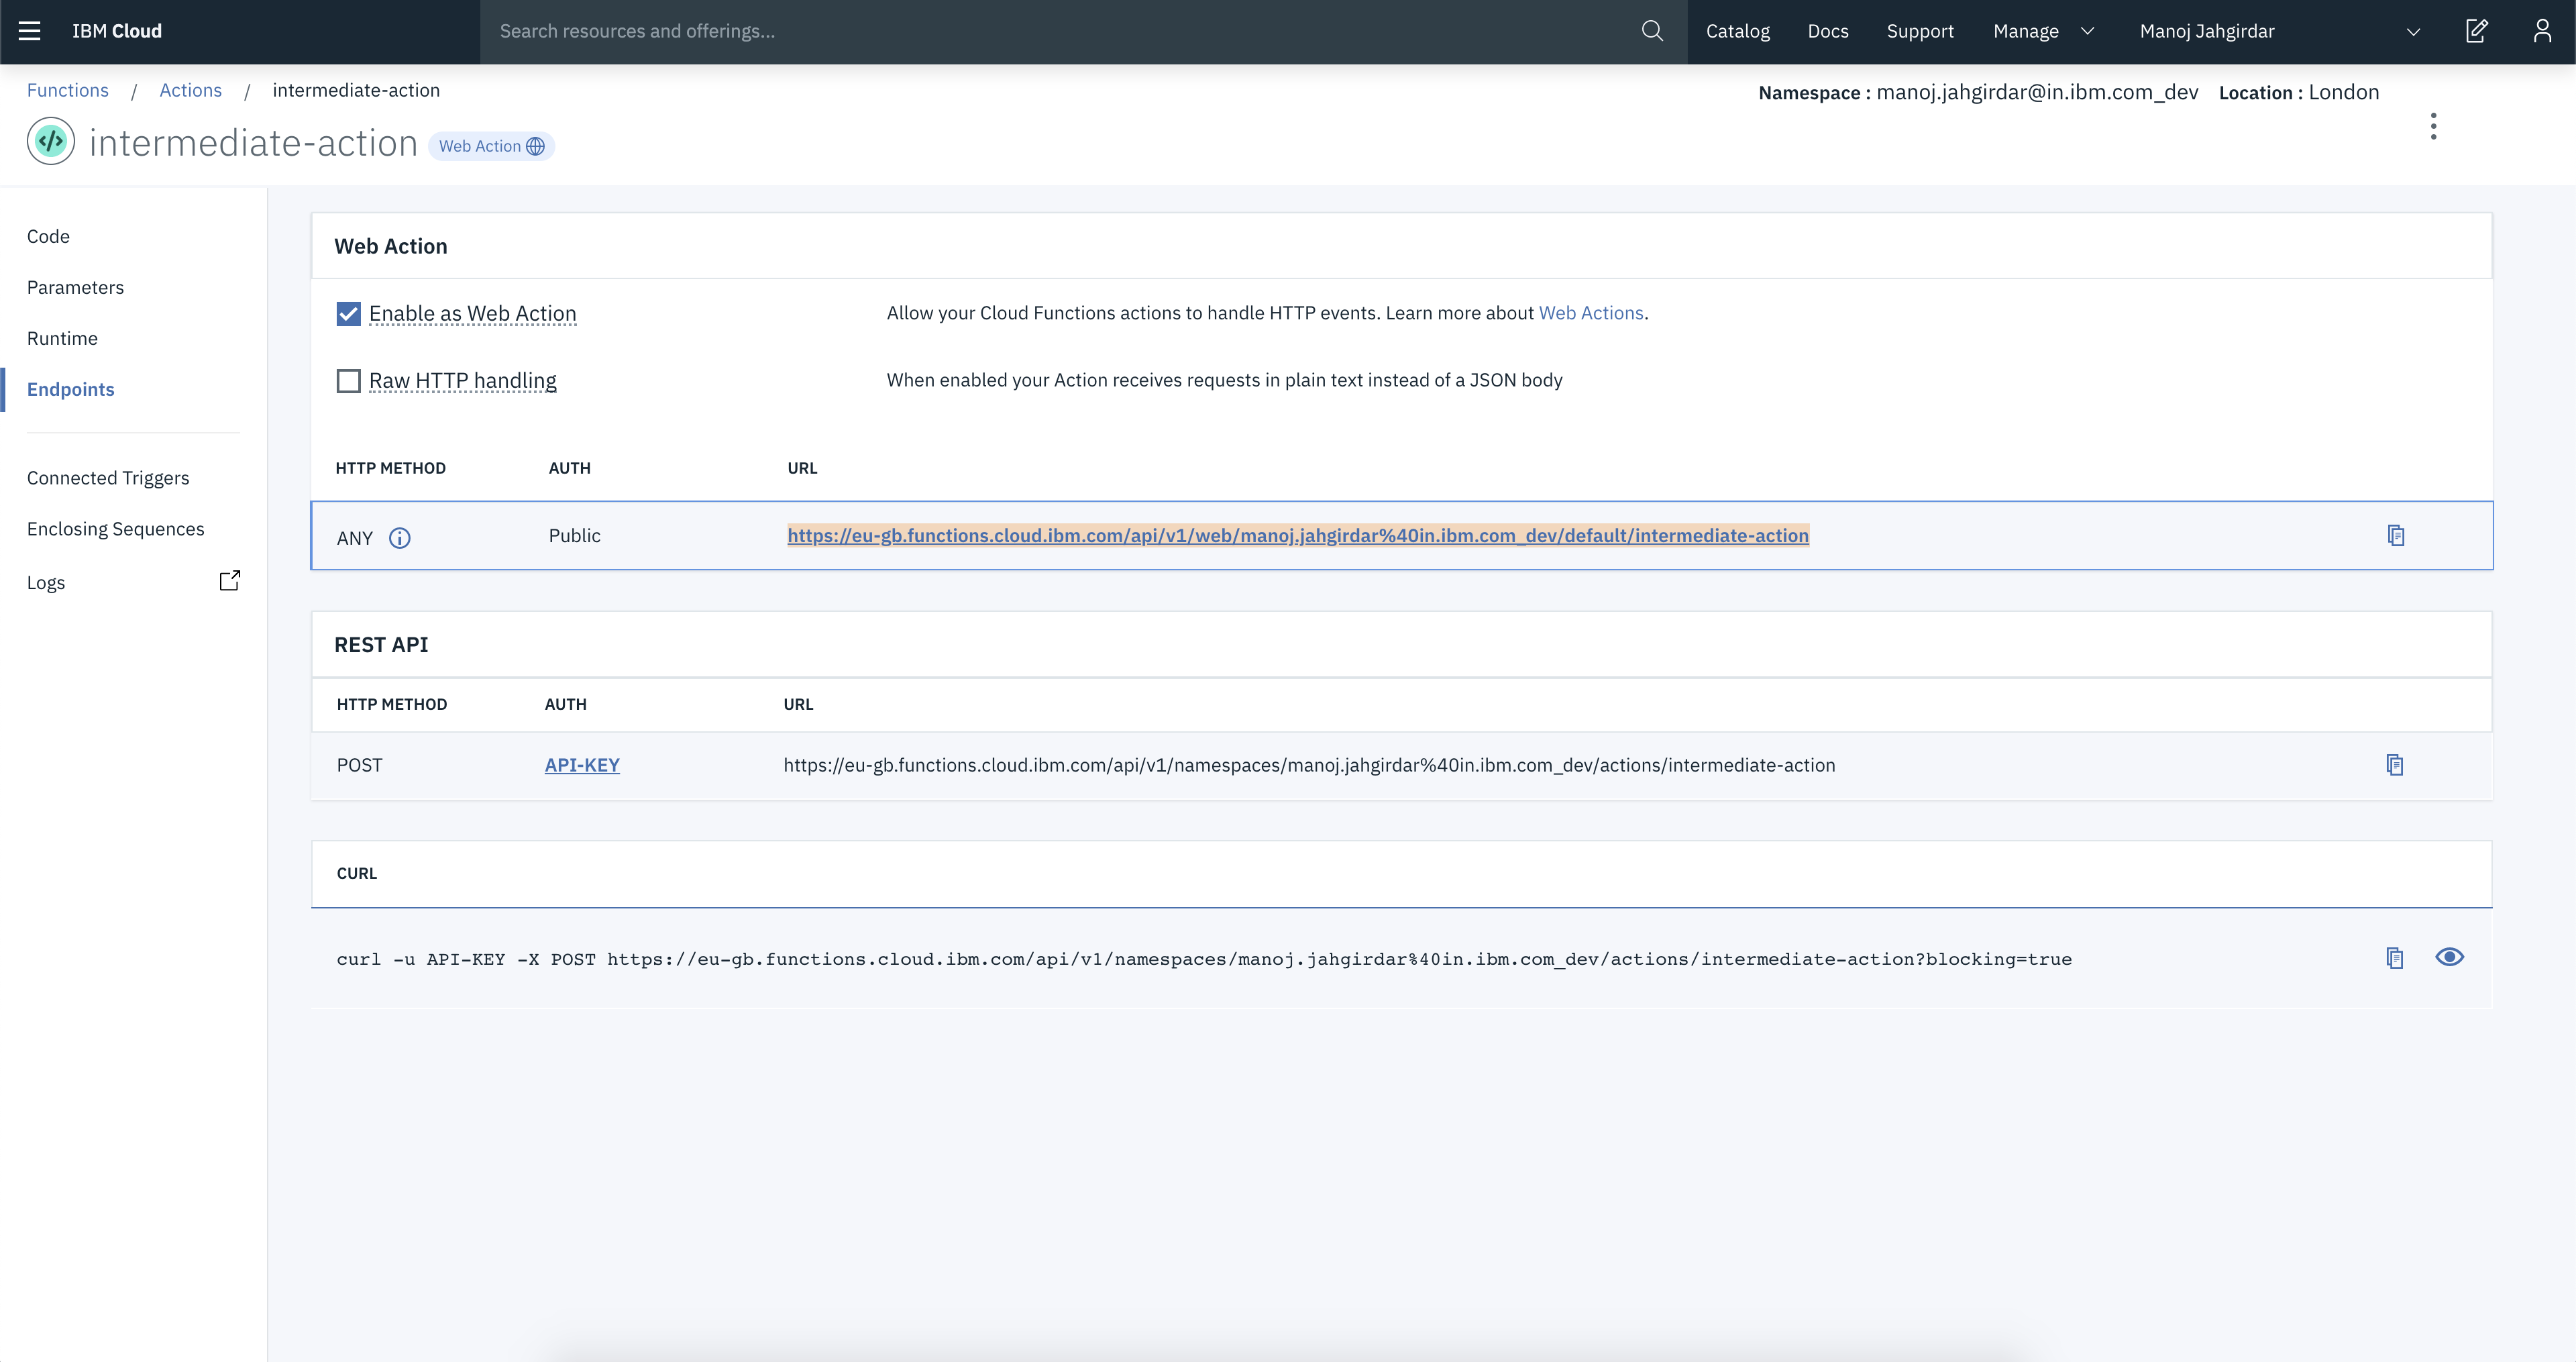 IBM Cloud
Search resources and offerings...
Catalog
Docs
Support
Manage
Manoj Jahgirdar
Functions / Actions / intermediate-action
Namespace : manoj.jahgirdar@in.ibm.com_dev Location : London
intermediate-action
Web Action
Code
Parameters
Runtime
Endpoints
Connected Triggers
Enclosing Sequences
Logs
Web Action
Enable as Web Action
Allow your Cloud Functions actions to handle HTTP events. Learn more about Web Actions.
Raw HTTP handling
When enabled your Action receives requests in plain text instead of a JSON body
HTTP METHOD AUTH URL
ANY Public https://eu-gb.functions.cloud.ibm.com/api/v1/web/manoj.jahgirdar%40in.ibm.com_dev/default/intermediate-action
REST API
HTTP METHOD AUTH URL
POST API-KEY https://eu-gb.functions.cloud.ibm.com/api/v1/namespaces/manoj.jahgirdar%40in.ibm.com_dev/actions/intermediate-action
CURL
curl -u API-KEY -X POST https://eu-gb.functions.cloud.ibm.com/api/v1/namespaces/manoj.jahgirdar%40in.ibm.com_dev/actions/intermediate-action?blocking=true